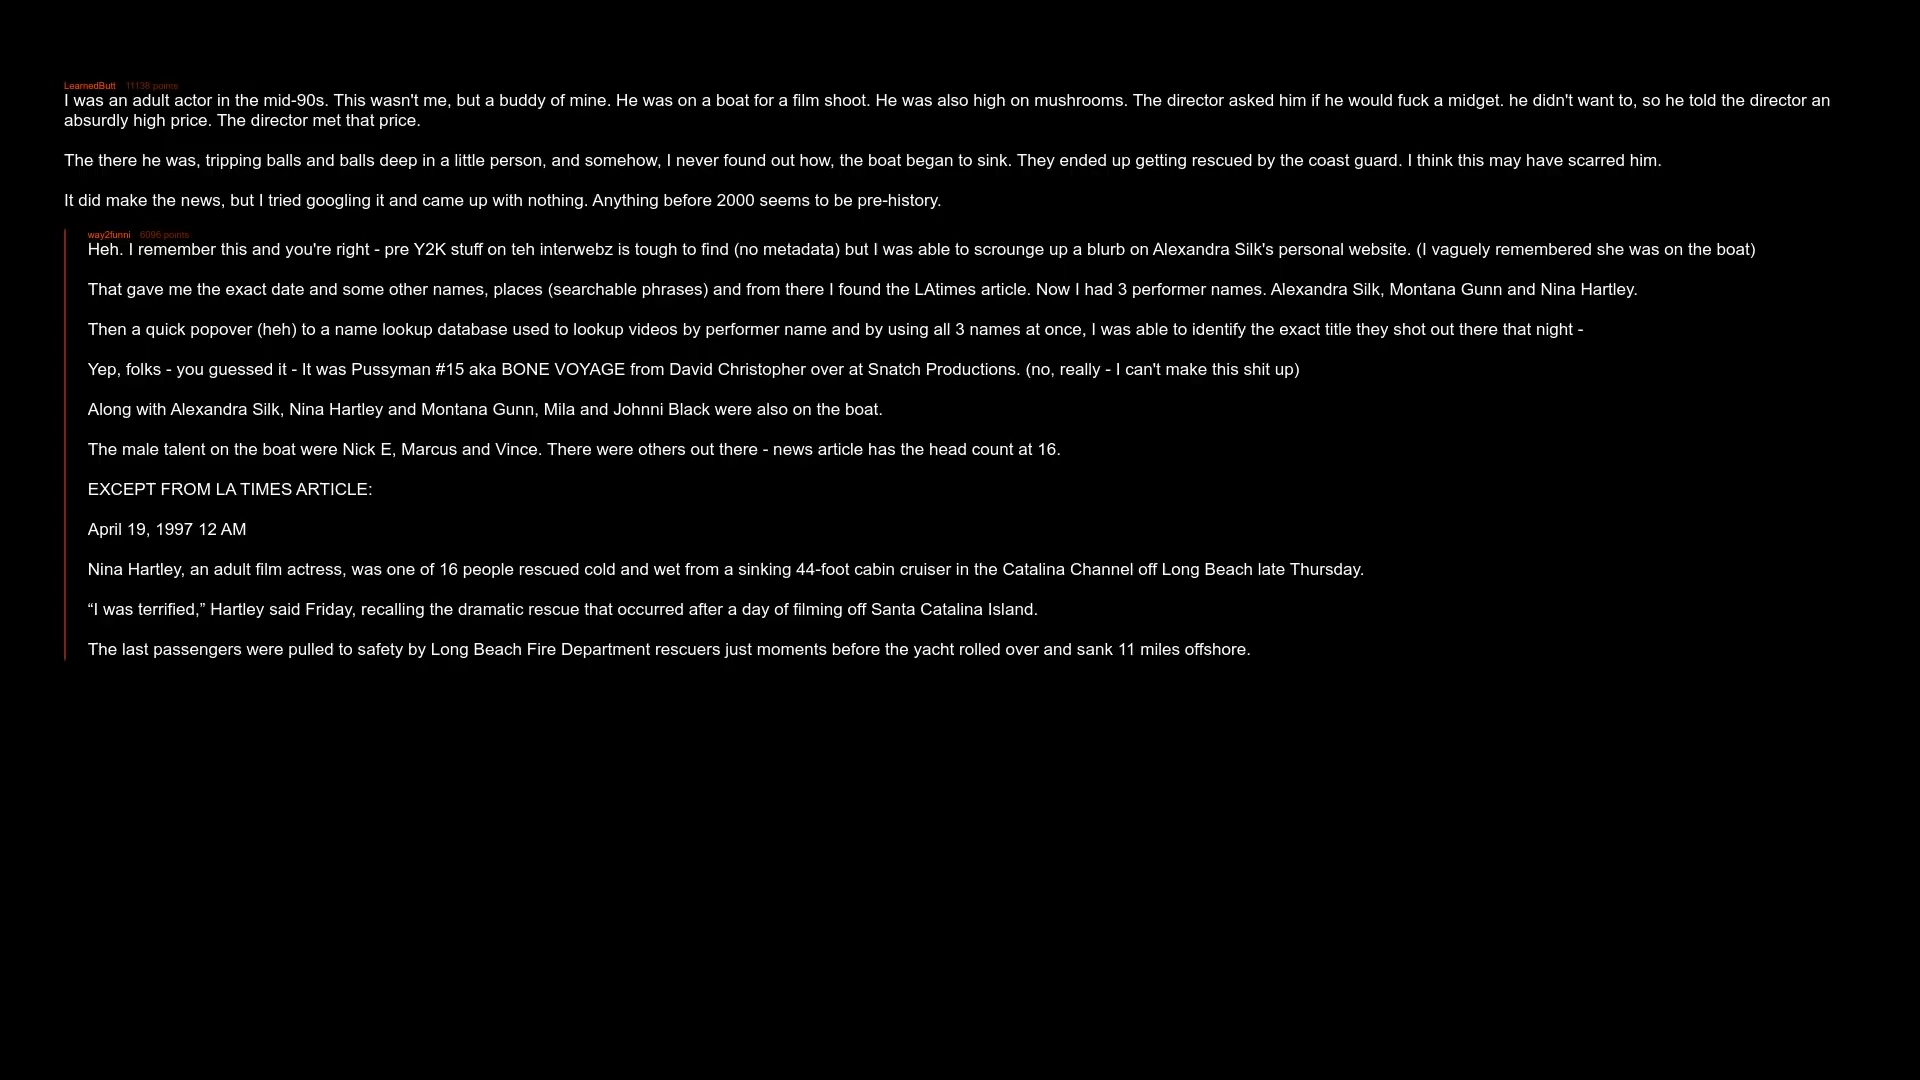 LearnedButt 11136 points
I was an adult actor in the mid-90s. This wasn't me, but a buddy of mine. He was on a boat for a film shoot. He was also high on mushrooms. The director asked him if he would fuck a midget. he didn't want to, so he told the director an
absurdly high price. The director met that price.
The there he was, tripping balls and balls deep in a little person, and somehow, I never found out how, the boat began to sink. They ended up getting rescued by the coast guard. I think this may have scarred him.
It did make the news, but I tried googling it and came up with nothing. Anything before 2000 seems to be pre-history.
way2funni 6096 points
Heh. I remember this and you're right - pre Y2K stuff on teh interwebz is tough to find (no metadata) but I was able to scrounge up a blurb on Alexandra Silk's personal website. (I vaguely remembered she was on the boat)
That gave me the exact date and some other names, places (searchable phrases) and from there I found the LAtimes article. Now I had 3 performer names. Alexandra Silk, Montana Gunn and Nina Hartley.
Then a quick popover (heh) to a name lookup database used to lookup videos by performer name and by using all 3 names at once, I was able to identify the exact title they shot out there that night -
Yep, folks - you guessed it - It was Pussyman #15 aka BONE VOYAGE from David Christopher over at Snatch Productions. (no, really - I can't make this shit up)
Along with Alexandra Silk, Nina Hartley and Montana Gunn, Mila and Johnni Black were also on the boat.
The male talent on the boat were Nick E, Marcus and Vince. There were others out there - news article has the head count at 16.
EXCEPT FROM LA TIMES ARTICLE:
April 19, 1997 12 AM
Nina Hartley, an adult film actress, was one of 16 people rescued cold and wet from a sinking 44-foot cabin cruiser in the Catalina Channel off Long Beach late Thursday.
“I was terrified,” Hartley said Friday, recalling the dramatic rescue that occurred after a day of filming off Santa Catalina Island.
The last passengers were pulled to safety by Long Beach Fire Department rescuers just moments before the yacht rolled over and sank 11 miles offshore.